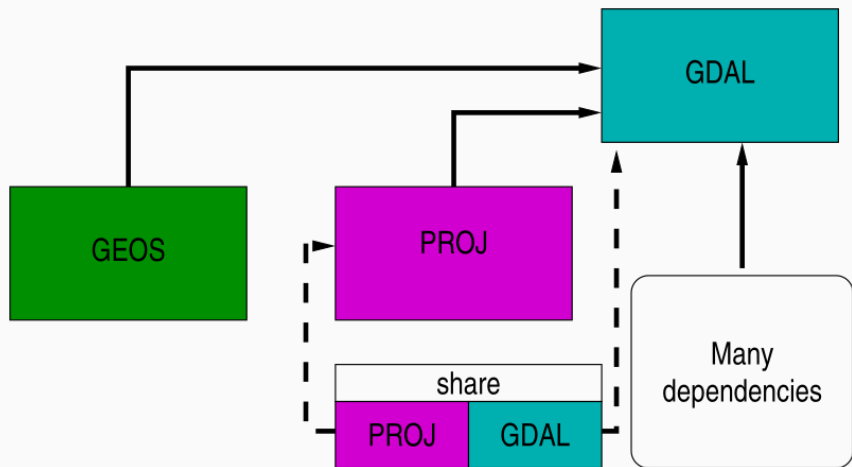 GDAL
GEOS
PROJ
share
PROJ
GDAL
Many
dependencies